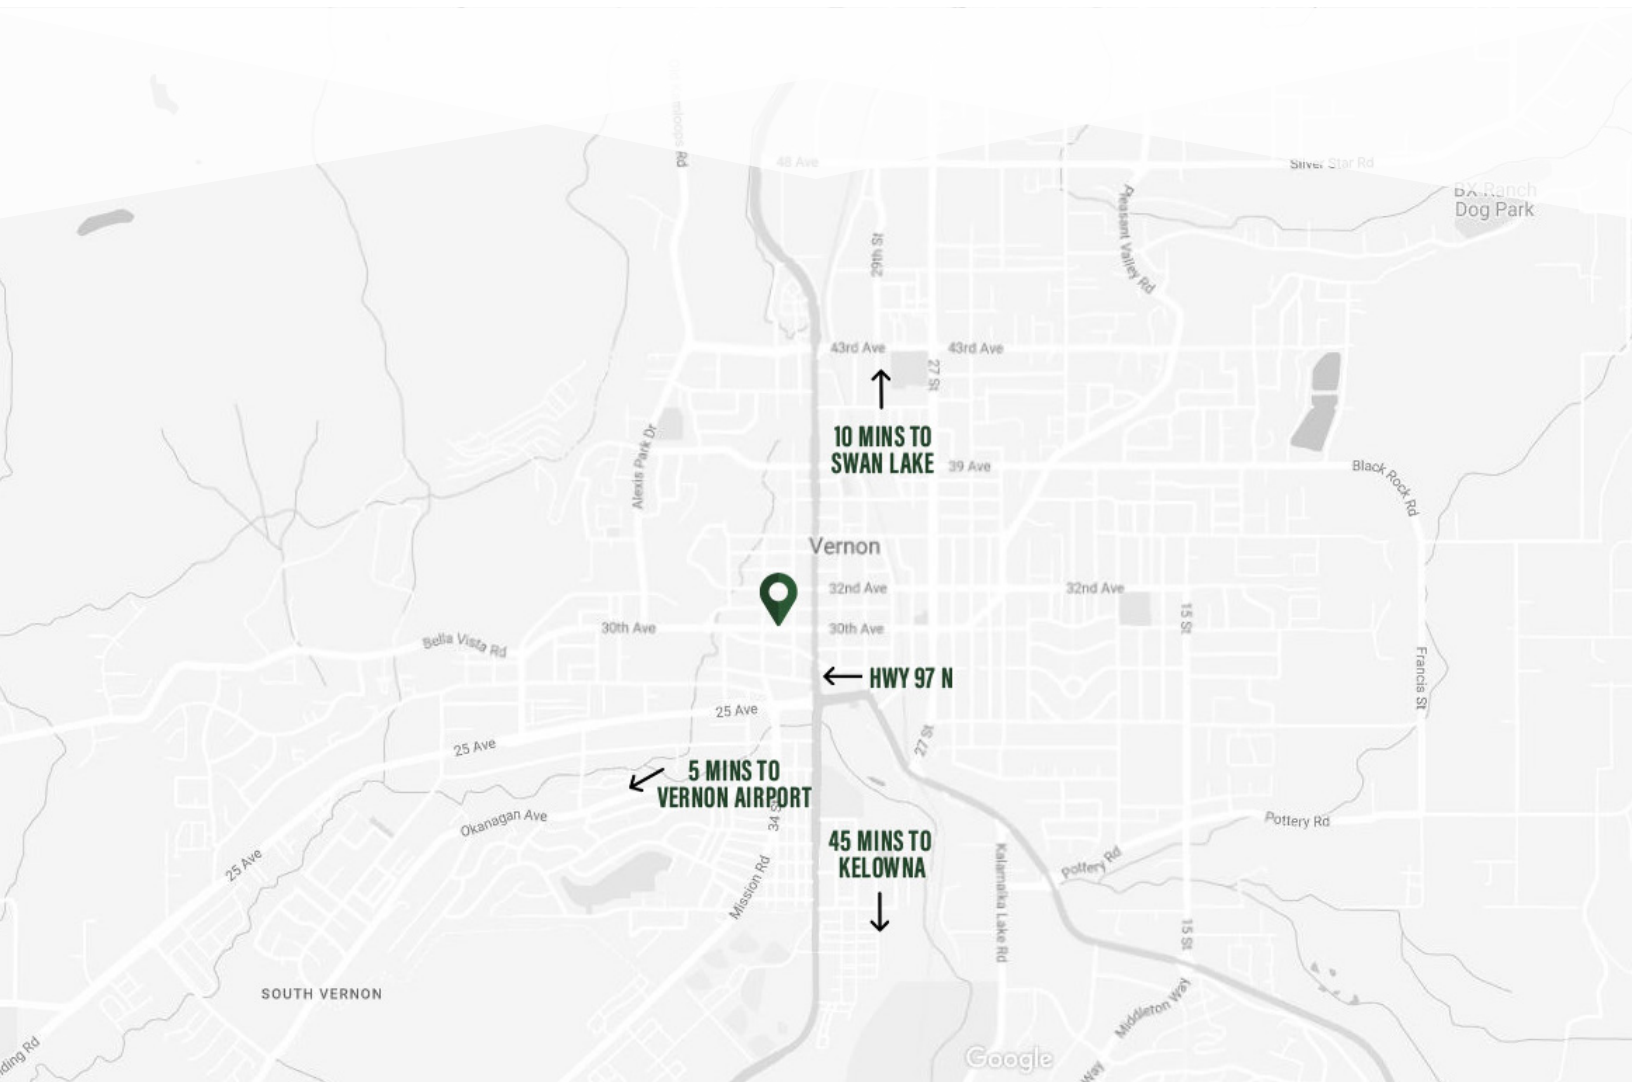 Rd
48 Ave
Silver Star Rd
BX Ranch
Dog Park
Pleasant Valley Rd
29th St
43rd Ave
43rd Ave
27 St
10 MINS TO
SWAN LAKE
39 Ave
Alexis Park Dr
Black Rock Rd
Vernon
32nd Ave
32nd Ave
30th Ave
30th Ave
15 St
Bella Vista Rd
HWY 97 N
Francis St
25 Ave
25 Ave
27 St
5 MINS TO
VERNON AIRPORT
34 St
Okanagan Ave
Pottery Rd
45 MINS TO
KELOWNA
Pottery Rd
25 Ave
Mission Rd
Kalamalka Lake Rd
15 St
SOUTH VERNON
Middleton Way
Google
Way